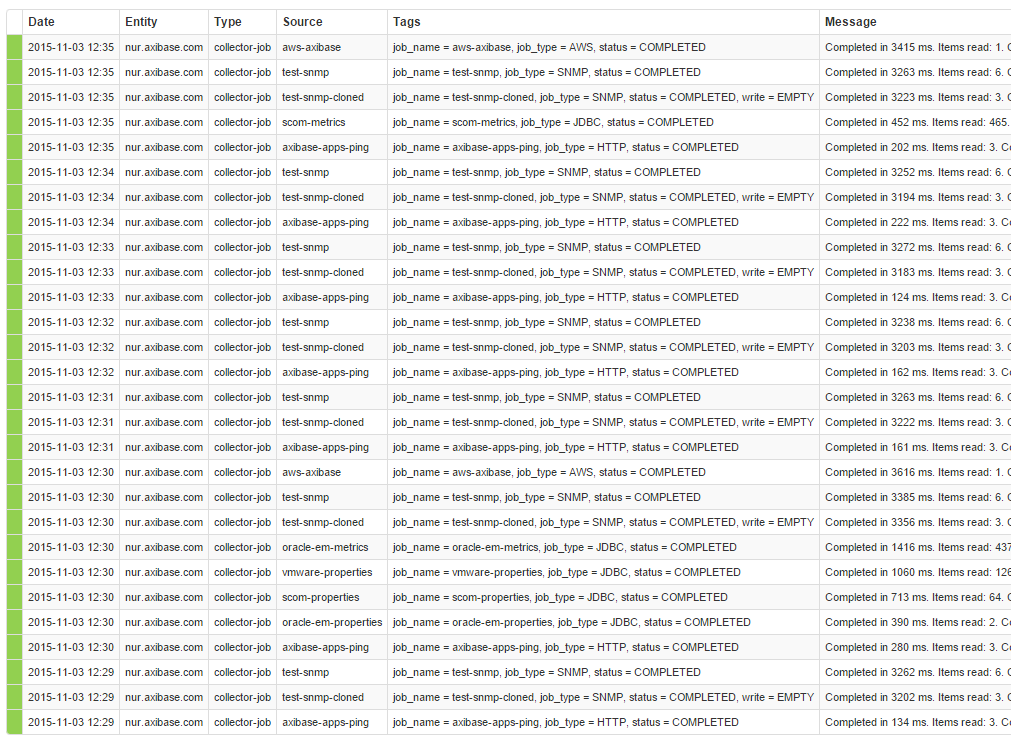 Date Entity Type Source Tags Message
2015-11-03 12:35 nur.axibase.com collector-job aws-axibase job_name = aws-axibase, job_type = AWS, status = COMPLETED Completed in 3415 ms. Items read: 1. C
2015-11-03 12:35 nur.axibase.com collector-job test-snmp job_name = test-snmp, job_type = SNMP, status = COMPLETED Completed in 3263 ms. Items read: 6. C
2015-11-03 12:35 nur.axibase.com collector-job test-snmp-cloned job_name = test-snmp-cloned, job_type = SNMP, status = COMPLETED, write = EMPTY Completed in 3223 ms. Items read: 3. C
2015-11-03 12:35 nur.axibase.com collector-job scom-metrics job_name = scom-metrics, job_type = JDBC, status = COMPLETED Completed in 452 ms. Items read: 465.
2015-11-03 12:35 nur.axibase.com collector-job axibase-apps-ping job_name = axibase-apps-ping, job_type = HTTP, status = COMPLETED Completed in 202 ms. Items read: 3. Co
2015-11-03 12:34 nur.axibase.com collector-job test-snmp job_name = test-snmp, job_type = SNMP, status = COMPLETED Completed in 3252 ms. Items read: 6. C
2015-11-03 12:34 nur.axibase.com collector-job test-snmp-cloned job_name = test-snmp-cloned, job_type = SNMP, status = COMPLETED, write = EMPTY Completed in 3194 ms. Items read: 3. C
2015-11-03 12:34 nur.axibase.com collector-job axibase-apps-ping job_name = axibase-apps-ping, job_type = HTTP, status = COMPLETED Completed in 222 ms. Items read: 3. Co
2015-11-03 12:33 nur.axibase.com collector-job test-snmp job_name = test-snmp, job_type = SNMP, status = COMPLETED Completed in 3272 ms. Items read: 6. C
2015-11-03 12:33 nur.axibase.com collector-job test-snmp-cloned job_name = test-snmp-cloned, job_type = SNMP, status = COMPLETED, write = EMPTY Completed in 3183 ms. Items read: 3. C
2015-11-03 12:33 nur.axibase.com collector-job axibase-apps-ping job_name = axibase-apps-ping, job_type = HTTP, status = COMPLETED Completed in 124 ms. Items read: 3. Co
2015-11-03 12:32 nur.axibase.com collector-job test-snmp job_name = test-snmp, job_type = SNMP, status = COMPLETED Completed in 3238 ms. Items read: 6. C
2015-11-03 12:32 nur.axibase.com collector-job test-snmp-cloned job_name = test-snmp-cloned, job_type = SNMP, status = COMPLETED, write = EMPTY Completed in 3203 ms. Items read: 3. C
2015-11-03 12:32 nur.axibase.com collector-job axibase-apps-ping job_name = axibase-apps-ping, job_type = HTTP, status = COMPLETED Completed in 162 ms. Items read: 3. Co
2015-11-03 12:31 nur.axibase.com collector-job test-snmp job_name = test-snmp, job_type = SNMP, status = COMPLETED Completed in 3263 ms. Items read: 6. C
2015-11-03 12:31 nur.axibase.com collector-job test-snmp-cloned job_name = test-snmp-cloned, job_type = SNMP, status = COMPLETED, write = EMPTY Completed in 3222 ms. Items read: 3. C
2015-11-03 12:31 nur.axibase.com collector-job axibase-apps-ping job_name = axibase-apps-ping, job_type = HTTP, status = COMPLETED Completed in 161 ms. Items read: 3. Co
2015-11-03 12:30 nur.axibase.com collector-job aws-axibase job_name = aws-axibase, job_type = AWS, status = COMPLETED Completed in 3616 ms. Items read: 1. C
2015-11-03 12:30 nur.axibase.com collector-job test-snmp job_name = test-snmp, job_type = SNMP, status = COMPLETED Completed in 3385 ms. Items read: 6. C
2015-11-03 12:30 nur.axibase.com collector-job test-snmp-cloned job_name = test-snmp-cloned, job_type = SNMP, status = COMPLETED, write = EMPTY Completed in 3356 ms. Items read: 3. C
2015-11-03 12:30 nur.axibase.com collector-job oracle-em-metrics job_name = oracle-em-metrics, job_type = JDBC, status = COMPLETED Completed in 1416 ms. Items read: 437
2015-11-03 12:30 nur.axibase.com collector-job vmware-properties job_name = vmware-properties, job_type = JDBC, status = COMPLETED Completed in 1060 ms. Items read: 126
2015-11-03 12:30 nur.axibase.com collector-job scom-properties job_name = scom-properties, job_type = JDBC, status = COMPLETED Completed in 713 ms. Items read: 64. C
2015-11-03 12:30 nur.axibase.com collector-job oracle-em-properties job_name = oracle-em-properties, job_type = JDBC, status = COMPLETED Completed in 390 ms. Items read: 2. Co
2015-11-03 12:30 nur.axibase.com collector-job axibase-apps-ping job_name = axibase-apps-ping, job_type = HTTP, status = COMPLETED Completed in 280 ms. Items read: 3. Co
2015-11-03 12:29 nur.axibase.com collector-job test-snmp job_name = test-snmp, job_type = SNMP, status = COMPLETED Completed in 3262 ms. Items read: 6. C
2015-11-03 12:29 nur.axibase.com collector-job test-snmp-cloned job_name = test-snmp-cloned, job_type = SNMP, status = COMPLETED, write = EMPTY Completed in 3202 ms. Items read: 3. C
2015-11-03 12:29 nur.axibase.com collector-job axibase-apps-ping job_name = axibase-apps-ping, job_type = HTTP, status = COMPLETED Completed in 134 ms. Items read: 3. Co